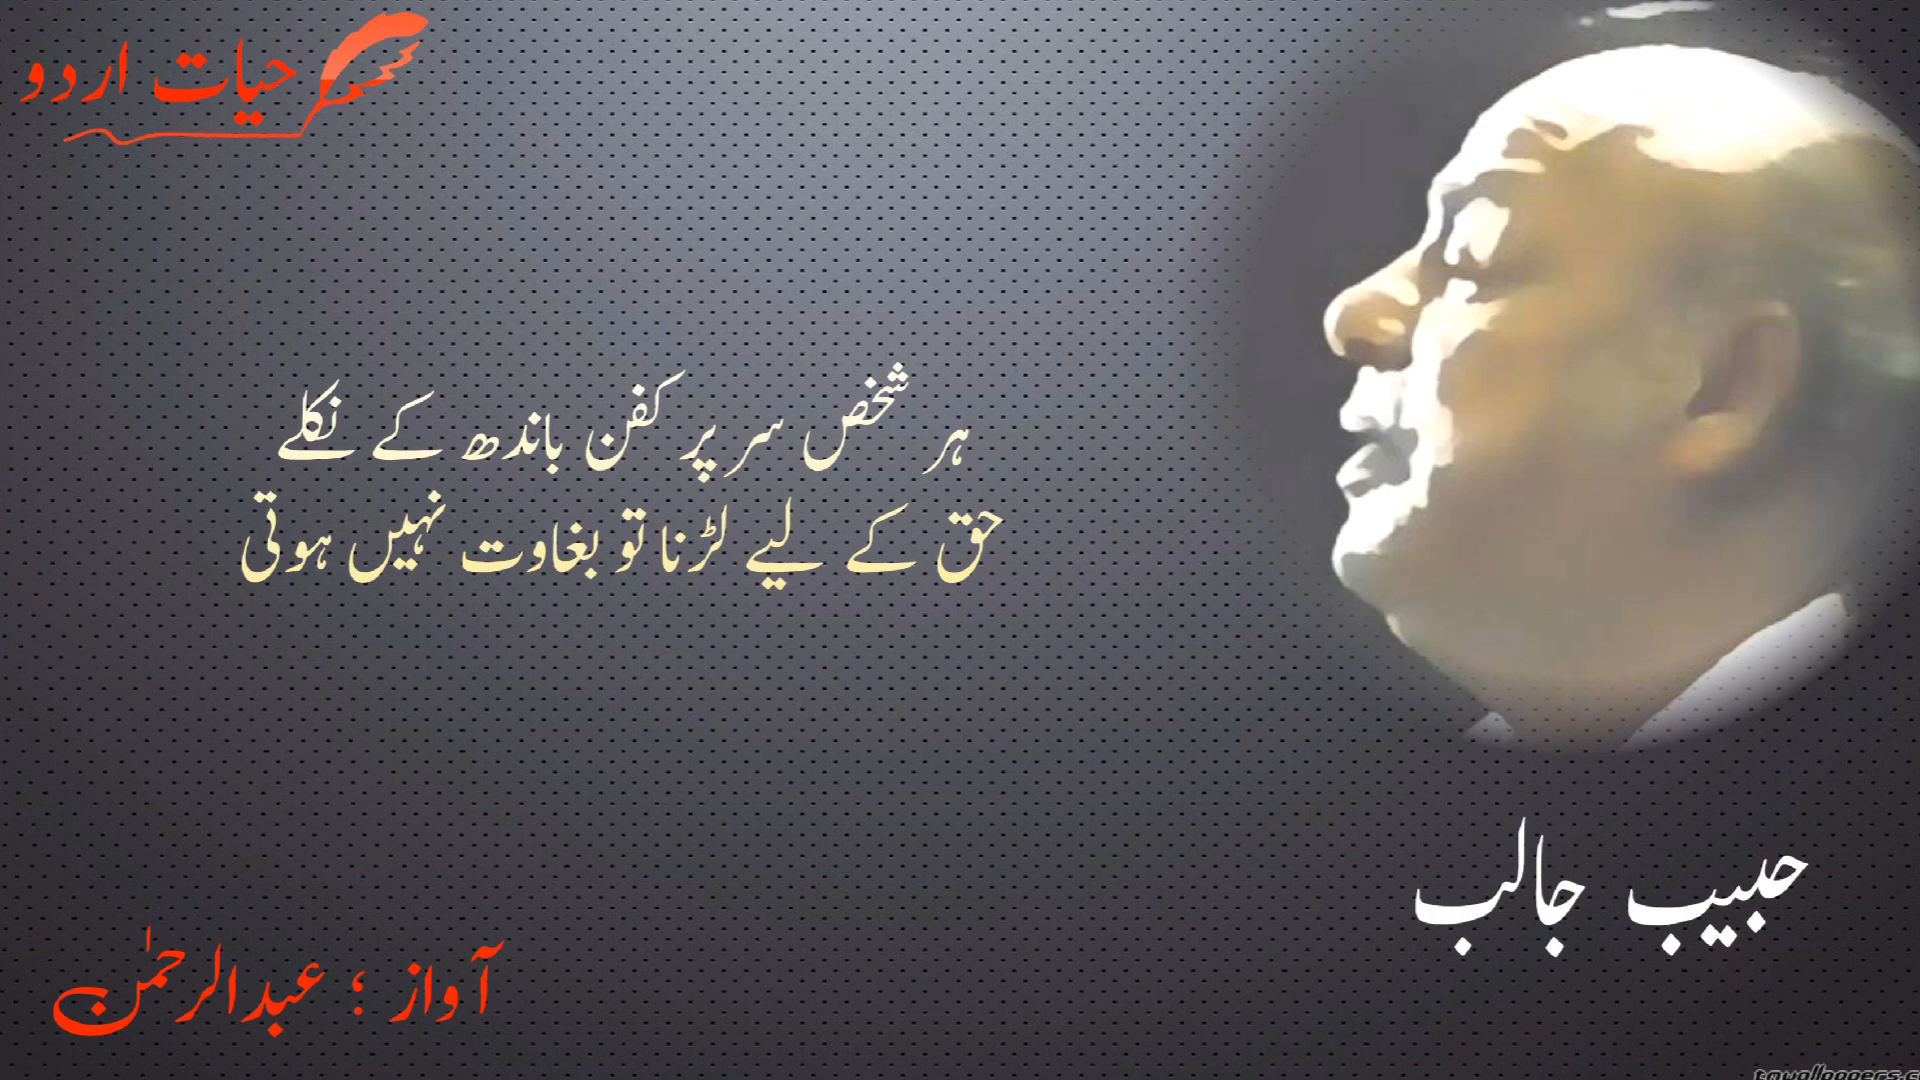 حیات اردو
ہر شخص سر پر کفن باندھ کے نکلے
حق کے لیے لڑنا تو بغاوت نہیں ہوتی
حبیب جالب
آواز ؛ عبدالرحمٰن